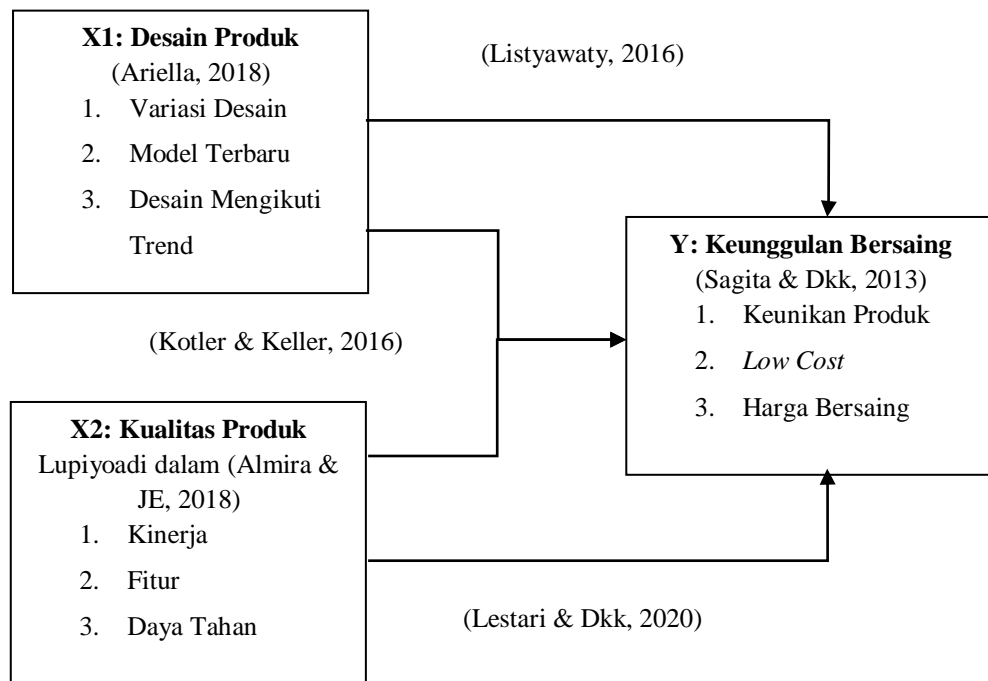 X1: Desain Produk
(Ariella, 2018)
1. Variasi Desain
2. Model Terbaru
3. Desain Mengikuti
Trend
(Listyawaty, 2016)
(Kotler & Keller, 2016)
Y: Keunggulan Bersaing
(Sagita & Dkk, 2013)
1. Keunikan Produk
2. Low Cost
3. Harga Bersaing
X2: Kualitas Produk
Lupiyoadi dalam (Almira &
JE, 2018)
1. Kinerja
2. Fitur
3. Daya Tahan
(Lestari & Dkk, 2020)